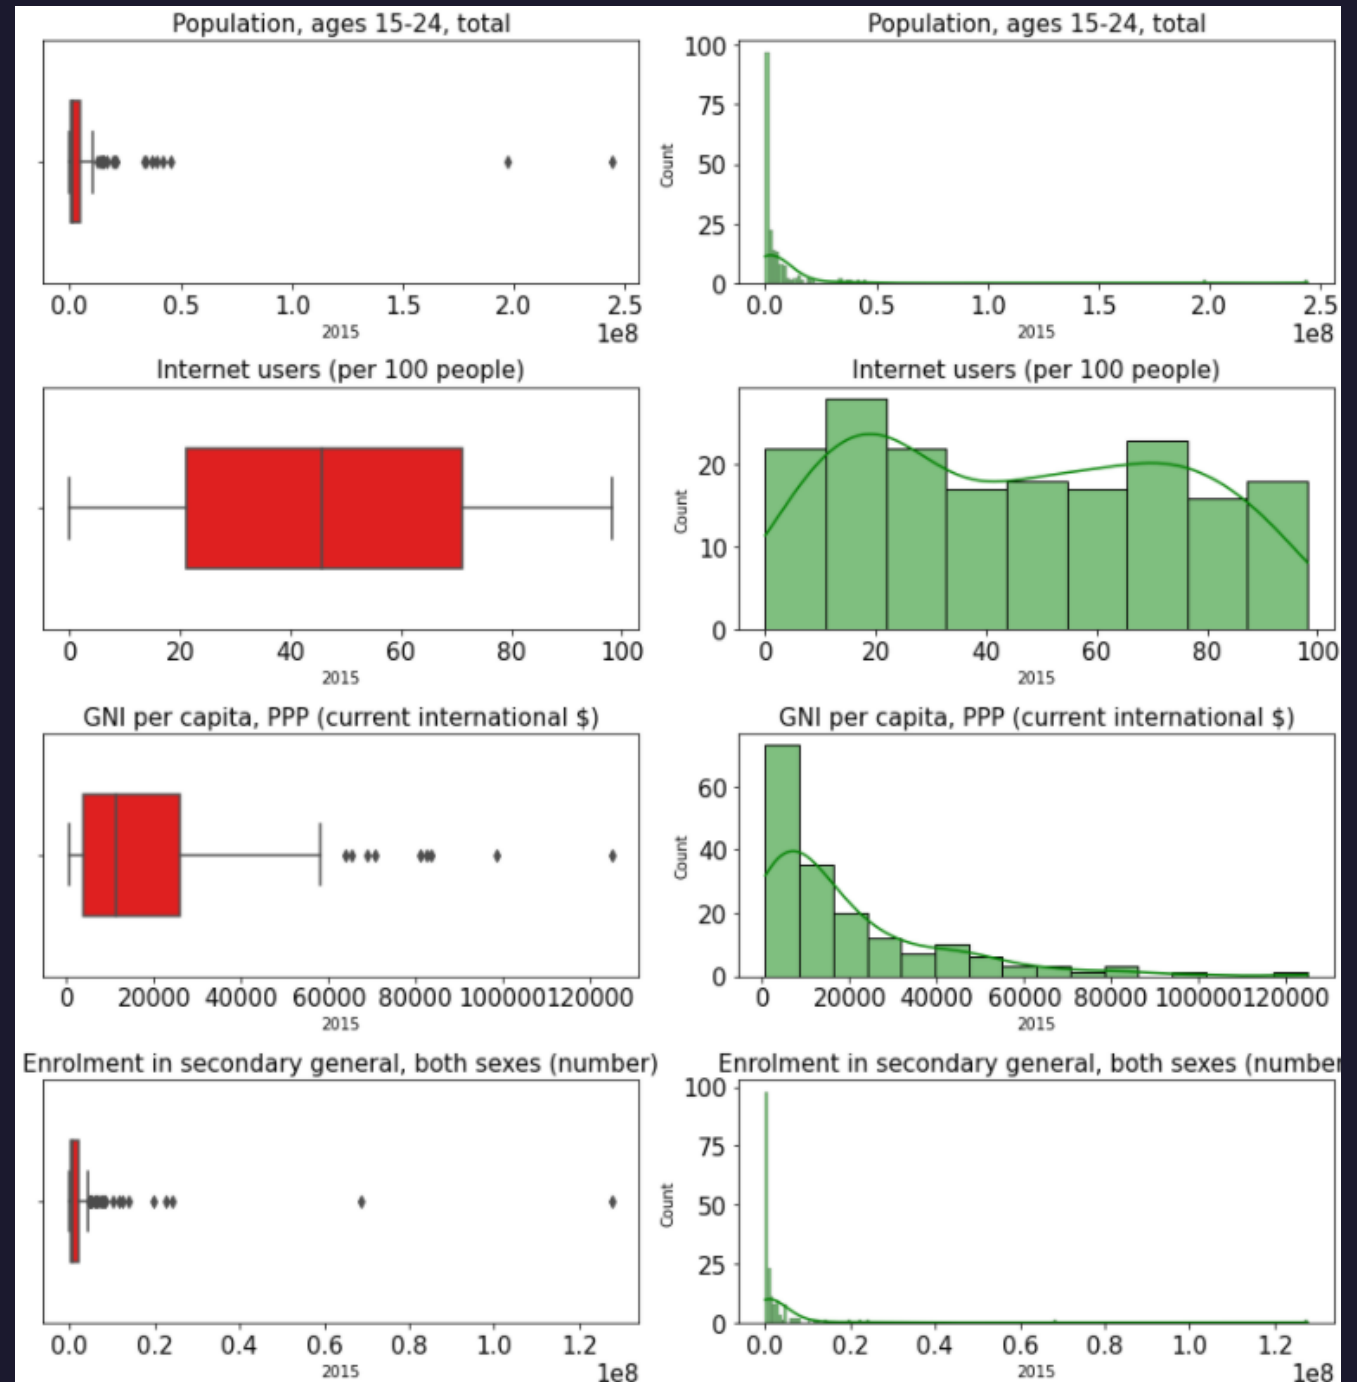 Population, ages 15-24, total
0.0 0.5 1.0 1.5 2.0 2.5
2015
1e8
Population, ages 15-24, total
100
75
50
25
0
Count
0.0 0.5 1.0 1.5 2.0 2.5
2015
1e8
Internet users (per 100 people)
0 20 40 60 80 100
2015
Internet users (per 100 people)
20
10
0
Count
0 20 40 60 80 100
2015
GNI per capita, PPP (current international $)
0 20000 40000 60000 80000 100000120000
2015
GNI per capita, PPP (current international $)
60
40
20
0
Count
0 20000 40000 60000 80000 100000120000
2015
Enrolment in secondary general, both sexes (number)
0.0 0.2 0.4 0.6 0.8 1.0 1.2
2015
1e8
Enrolment in secondary general, both sexes (number
100
75
50
25
0
Count
0.0 0.2 0.4 0.6 0.8 1.0 1.2
2015
1e8